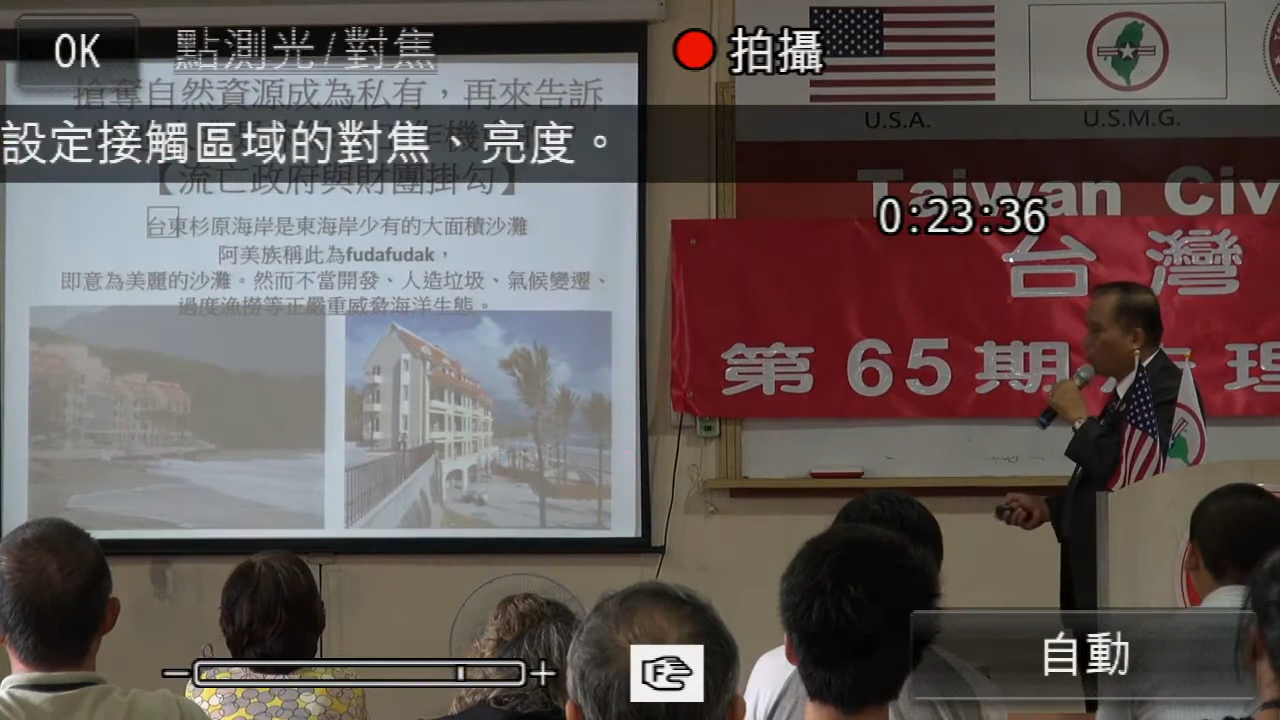 OK
點測光/對焦
拍攝
搶奪自然資源成為私有，再來告訴
設定接觸區域的對焦、亮度。
【流亡政府與財團掛勾】
台東杉原海岸是東海岸少有的大面積沙灘
阿美族稱此為fudafudak，
即意為美麗的沙灘。然而不當開發、人造垃圾、氣候變遷、
過度漁撈等正嚴重威脅海洋生態。
U.S.A.
U.S.M.G.
Taiwan Civ
0:23:36
台灣
第65期
理
F
自動